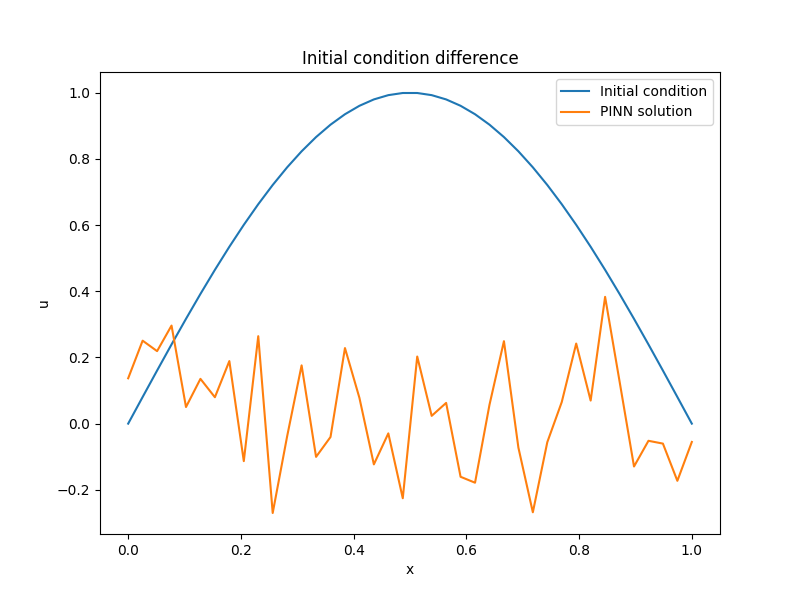 Initial condition difference
Initial condition
PINN solution
1.0
0.8
0.6
0.4
0.2
0.0
−0.2
u
0.0 0.2 0.4 0.6 0.8 1.0
x